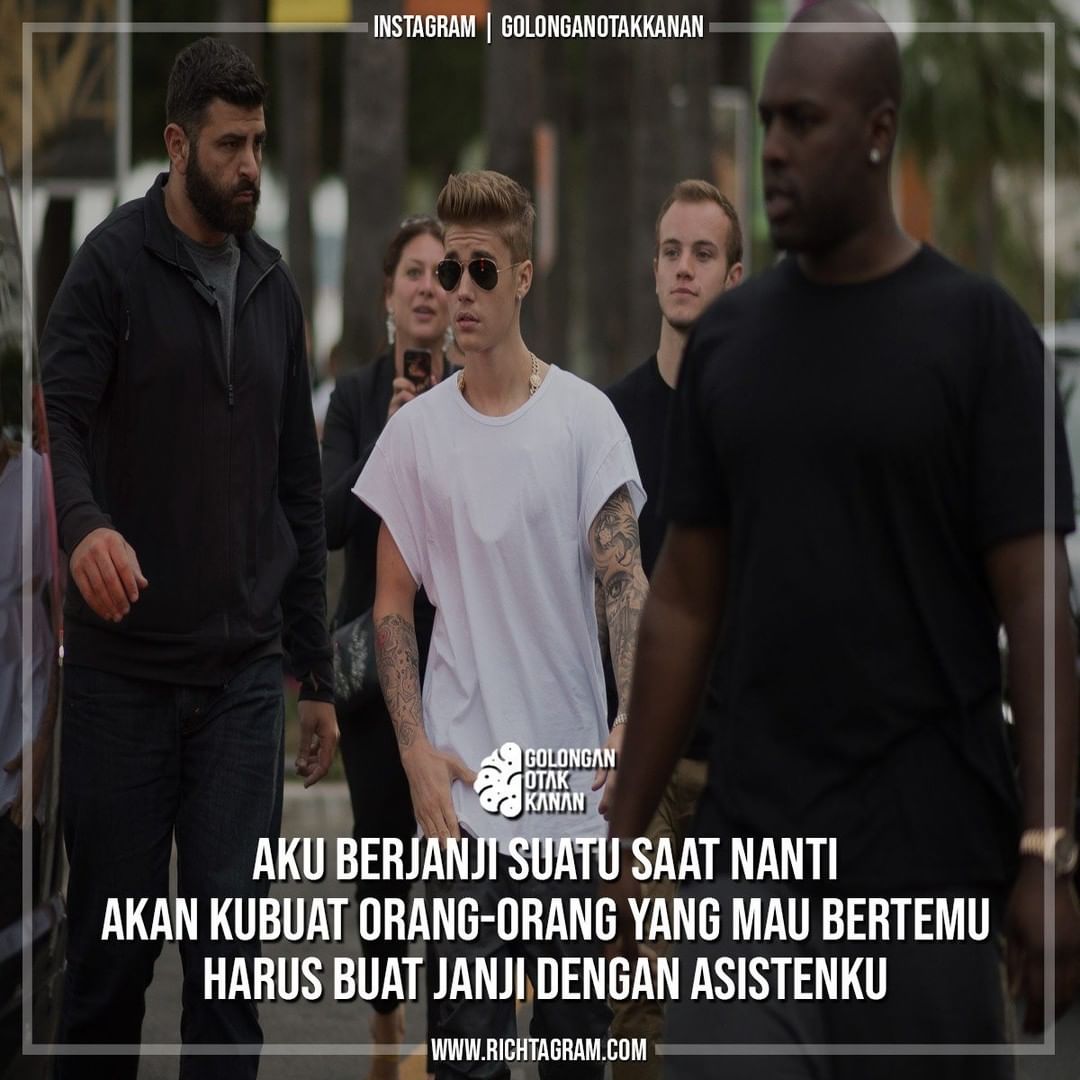 INSTAGRAM | GOLONGANOTAKKANAN
GOLONGAN
OTAK
KANAN
AKU BERJANJI SUATU SAAT NANTI
AKAN KUBUAT ORANG-ORANG YANG MAU BERTEMU
HARUS BUAT JANJI DENGAN ASISTENKU
WWW.RICHTAGRAM.COM